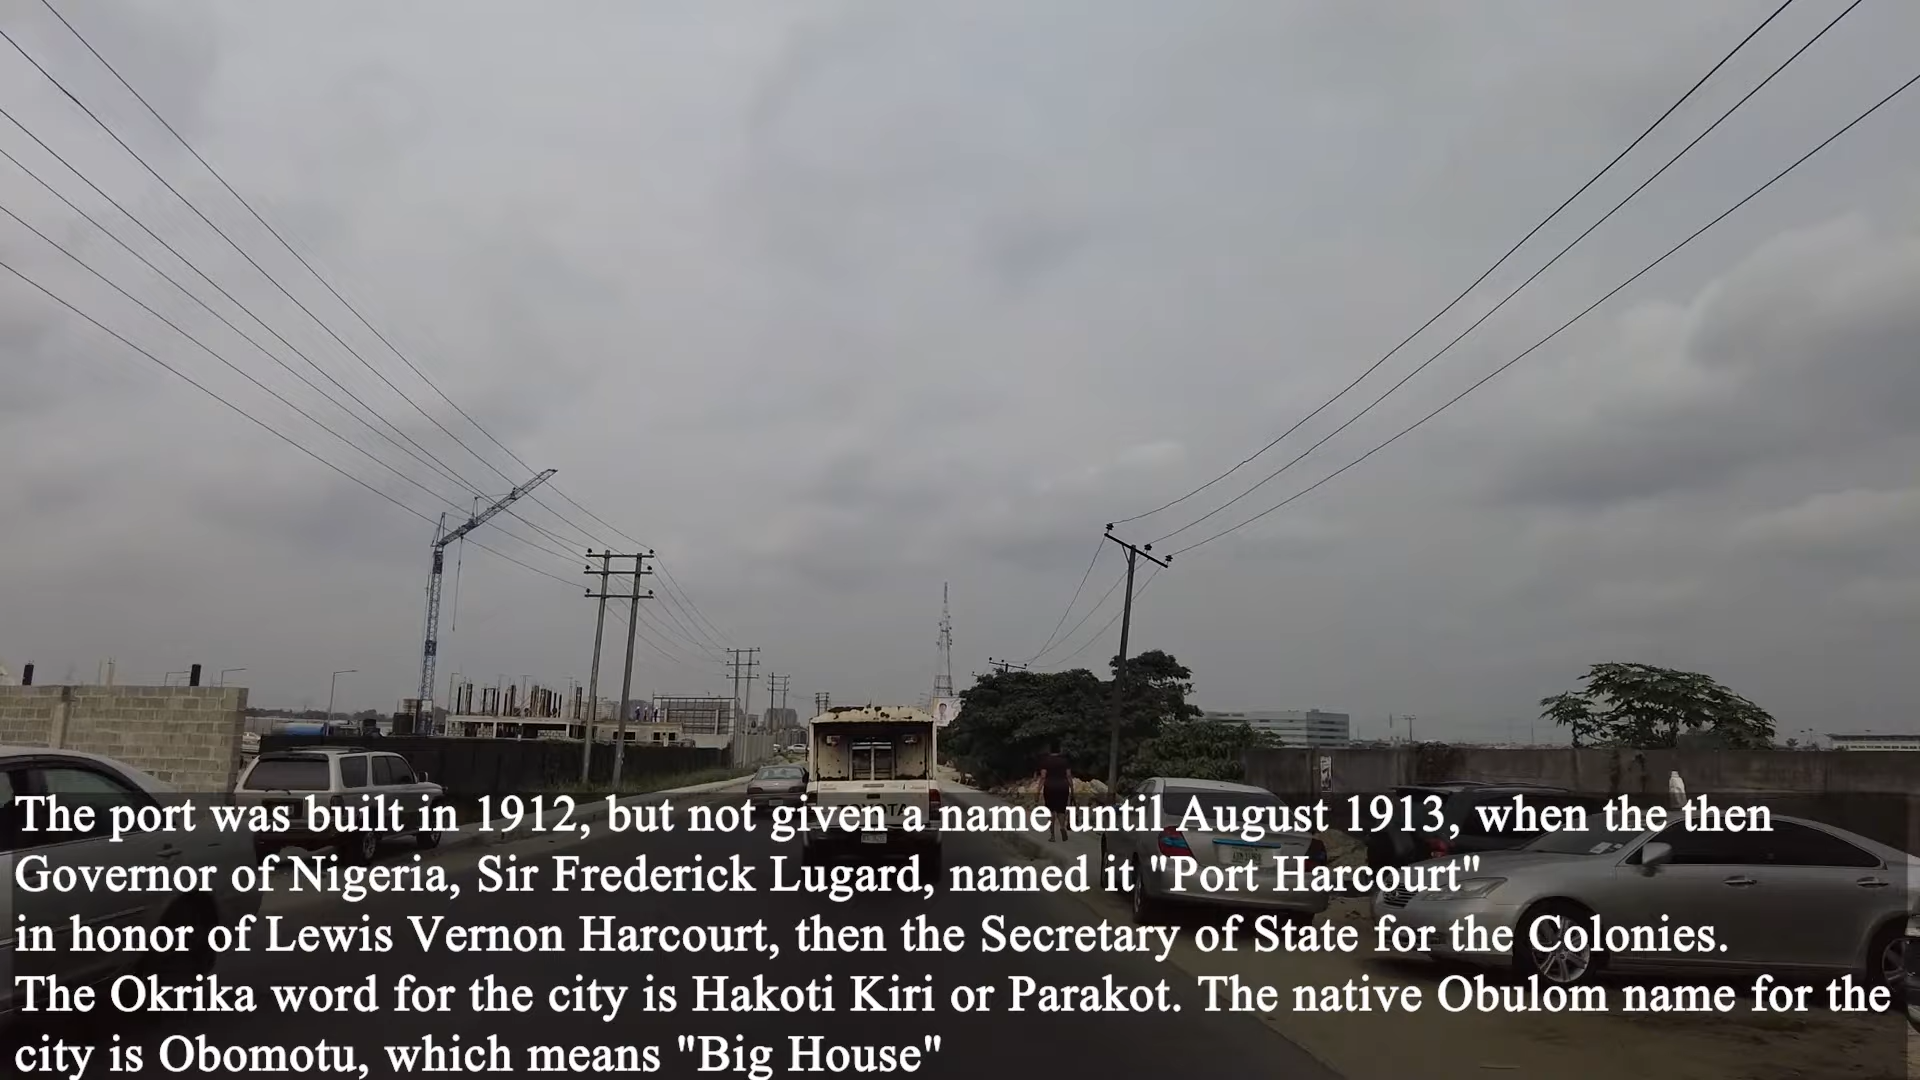 The port was built in 1912, but not given a name until August 1913, when the then
Governor of Nigeria, Sir Frederick Lugard, named it "Port Harcourt"
in honor of Lewis Vernon Harcourt, then the Secretary of State for the Colonies.
The Okrika word for the city is Hakoti Kiri or Parakot. The native Obulom name for the
city is Obomotu, which means "Big House"